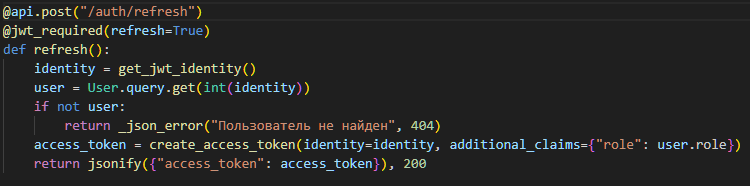 @api.post("/auth/refresh")
@jwt_required(refresh=True)
def refresh():
    identity = get_jwt_identity()
    user = User.query.get(int(identity))
    if not user:
        return _json_error("Пользователь не найден", 404)
    access_token = create_access_token(identity=identity, additional_claims={"role": user.role})
    return jsonify({"access_token": access_token}), 200